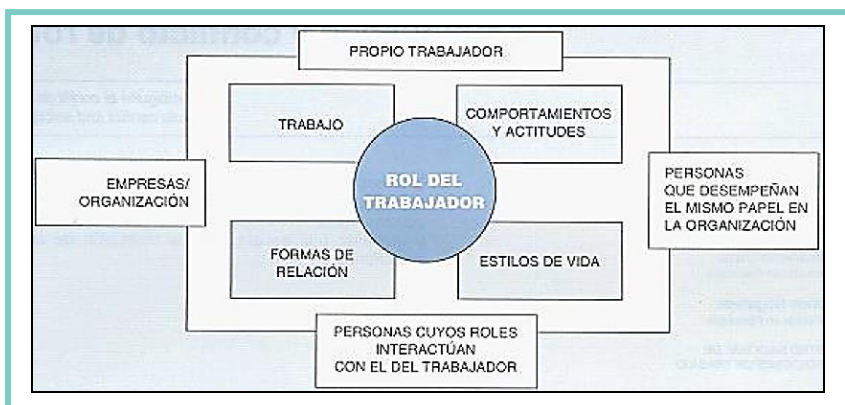 PROPIO TRABAJADOR
TRABAJO
COMPORTAMIENTOS
Y ACTITUDES
EMPRESAS/
ORGANIZACIÓN
ROL DEL
TRABAJADOR
PERSONAS
QUE DESEMPEÑAN
EL MISMO PAPEL EN
LA ORGANIZACIÓN
FORMAS DE
RELACIÓN
ESTILOS DE VIDA
PERSONAS CUYOS ROLES
INTERACTÚAN
CON EL DEL TRABAJADOR